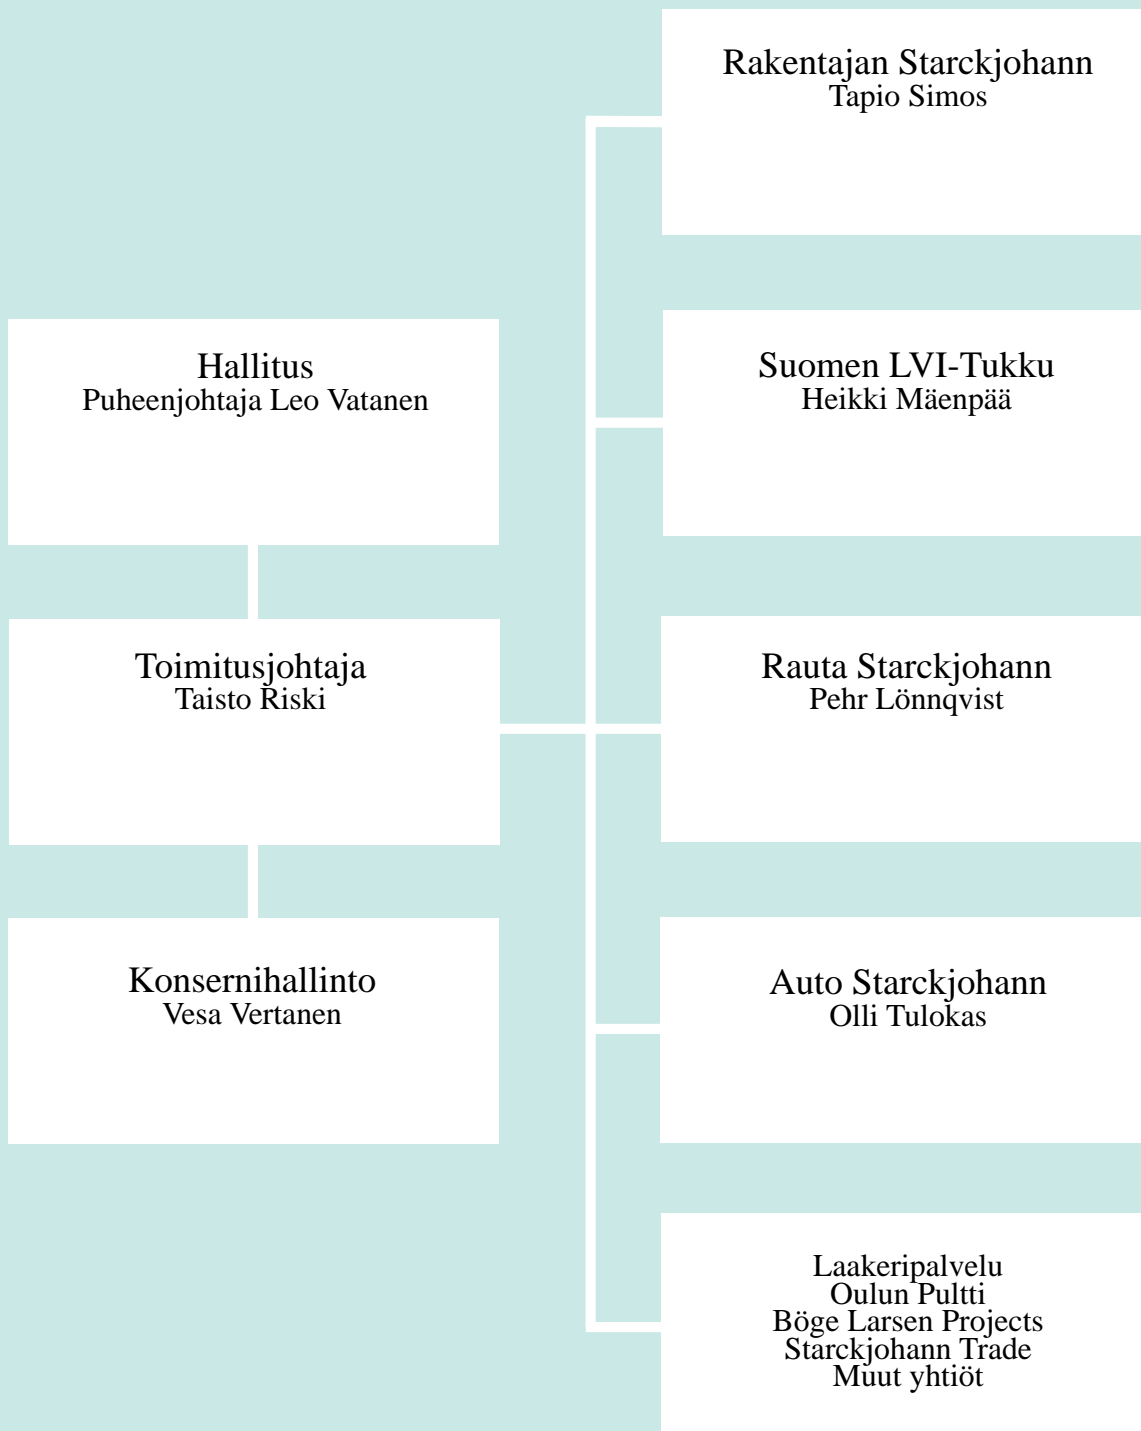 Hallitus
Puheenjohtaja Leo Vatanen
Toimitusjohtaja
Taisto Riski
Konsernihallinto
Vesa Vertanen
Rakentajan Starckjohann
Tapio Simos
Suomen LVI-Tukku
Heikki Mäenpää
Rauta Starckjohann
Pehr Lönnqvist
Auto Starckjohann
Olli Tulokas
Laakeripalvelu
Oulun Pultti
Böge Larsen Projects
Starckjohann Trade
Muut yhtiöt